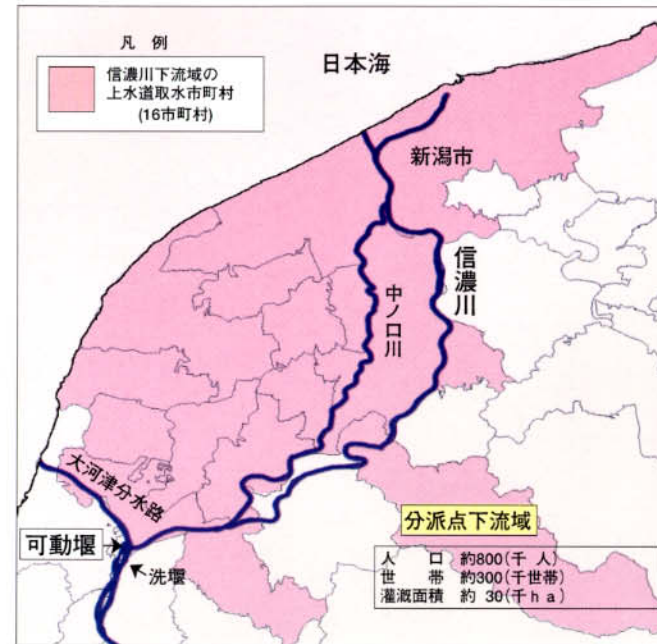 凡 例
信濃川下流域の
上水道取水市町村
(16市町村)
日本海
新潟市
信濃川
中ノ口川
大河津分水路
可動堰
洗堰
分派点下流域
人 口 約800(千 人)
世 帯 約300(千世帯)
灌漑面積 約 30(千ha)